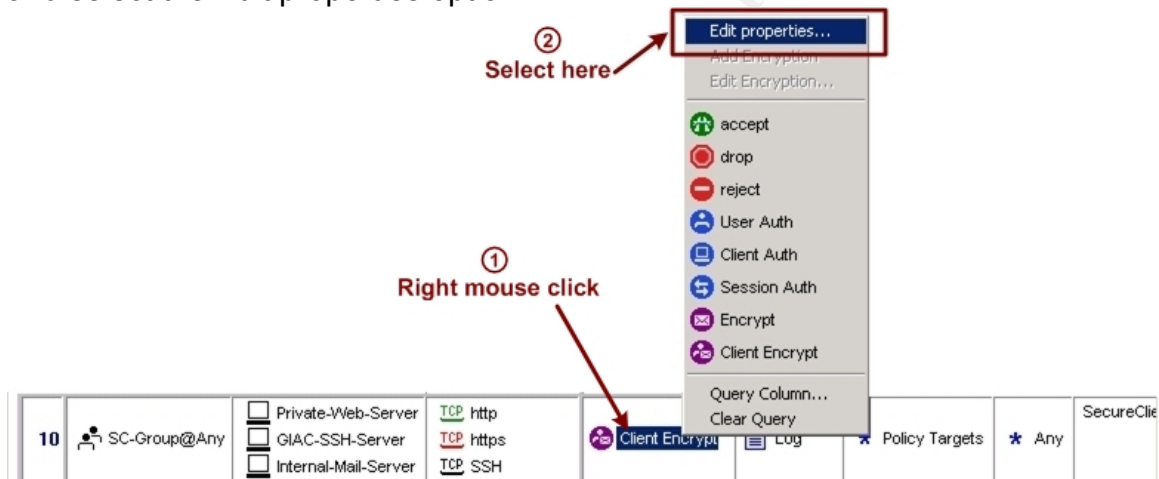 Edit properties...
②
Select here
Add Encryption
Edit Encryption...
accept
drop
reject
User Auth
Client Auth
①
Right mouse click
Session Auth
Encrypt
Client Encrypt
Query Column...
Clear Query
10 SC-Group@Any Private-Web-Server TCP http Client Encrypt Log * Policy Targets * Any SecureClie
GIAC-SSH-Server TCP https
Internal-Mail-Server TCP SSH